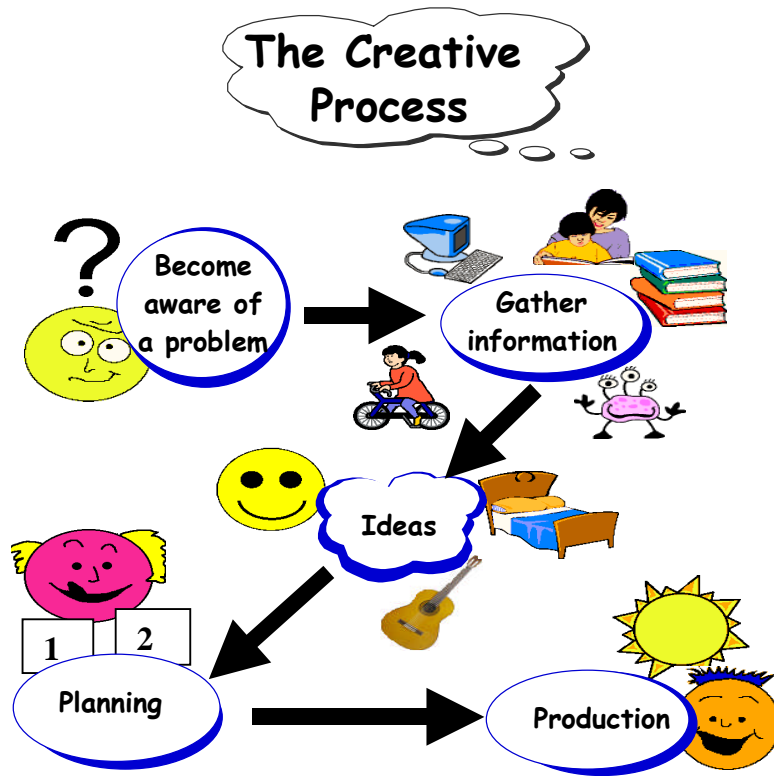 The Creative
Process
?
Become
aware of
a problem
Gather
information
Ideas
1
2
Planning
Production